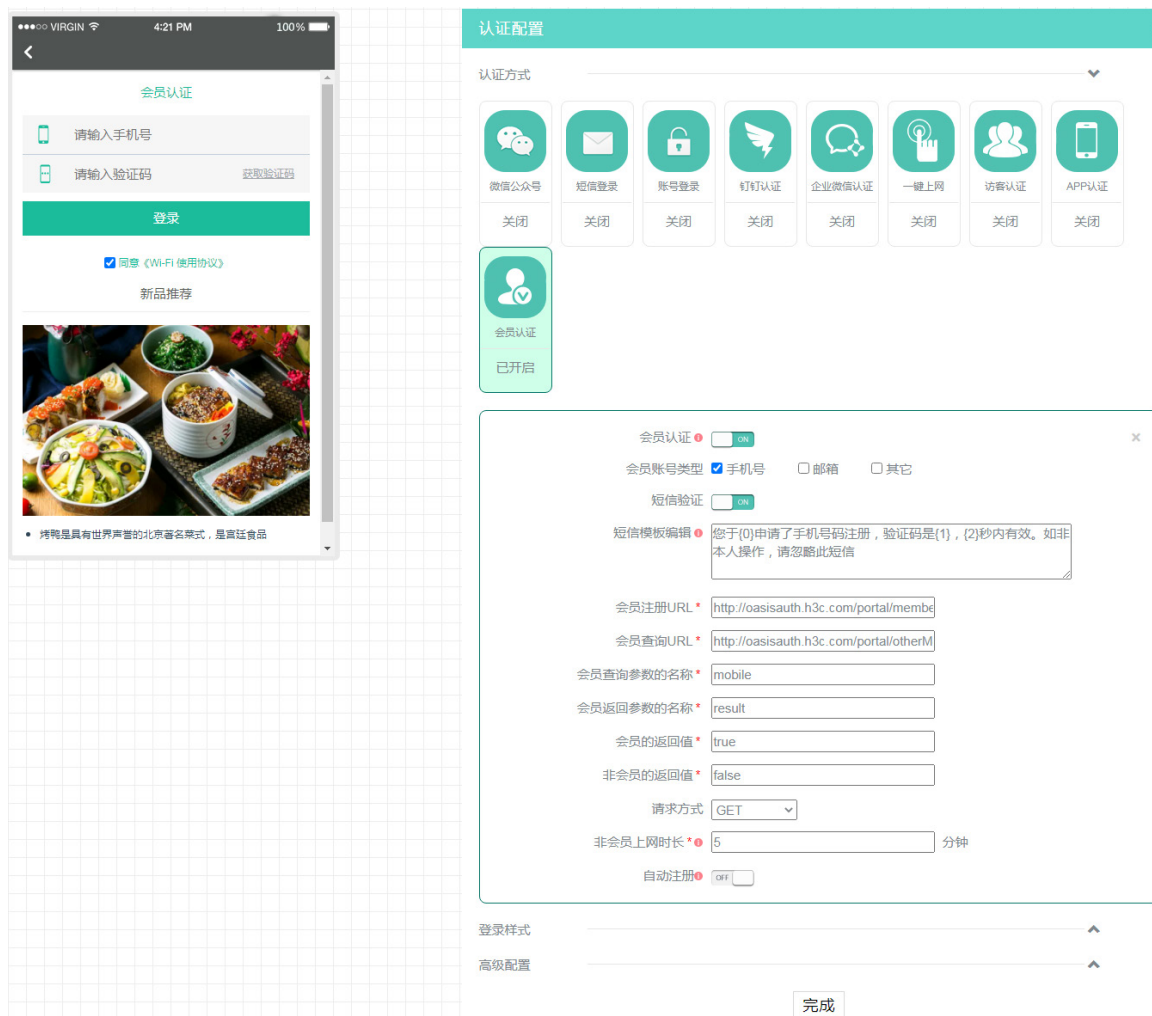 VIRGIN 4:21 PM 100%
会员认证
请输入手机号
请输入验证码 获取验证码
登录
同意《Wi-Fi 使用协议》
新品推荐
烤鸭是具有世界声誉的北京著名菜式，是宫廷食品
认证配置
认证方式
微信公众号 短信登录 账号登录 钉钉认证 企业微信认证 一键上网 访客认证 APP认证
关闭 关闭 关闭 关闭 关闭 关闭 关闭 关闭
会员认证
已开启
会员认证 ON
会员账号类型 手机号 邮箱 其它
短信验证 ON
短信模板编辑 您于{0}申请了手机号码注册，验证码是{1}，{2}秒内有效。如非
本人操作，请忽略此短信
会员注册URL * http://oasisauth.h3c.com/portal/membe
会员查询URL * http://oasisauth.h3c.com/portal/otherM
会员查询参数的名称 * mobile
会员返回参数的名称 * result
会员的返回值 * true
非会员的返回值 * false
请求方式 GET
非会员上网时长 * 5 分钟
自动注册 OFF
登录样式
高级配置
完成